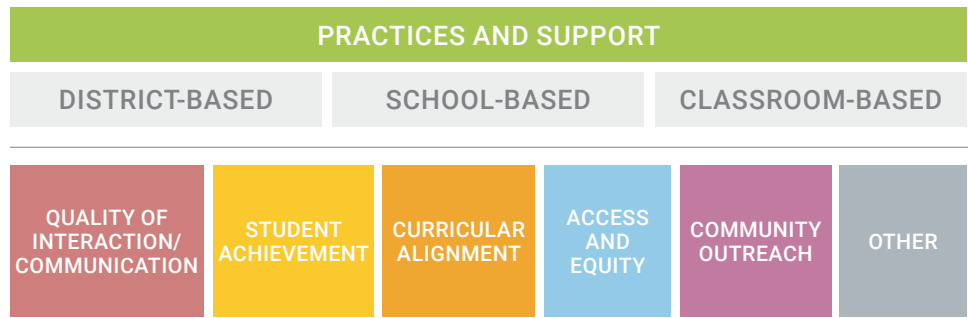 PRACTICES AND SUPPORT
DISTRICT-BASED
SCHOOL-BASED
CLASSROOM-BASED
QUALITY OF
INTERACTION/
COMMUNICATION
STUDENT
ACHIEVEMENT
CURRICULAR
ALIGNMENT
ACCESS
AND
EQUITY
COMMUNITY
OUTREACH
OTHER